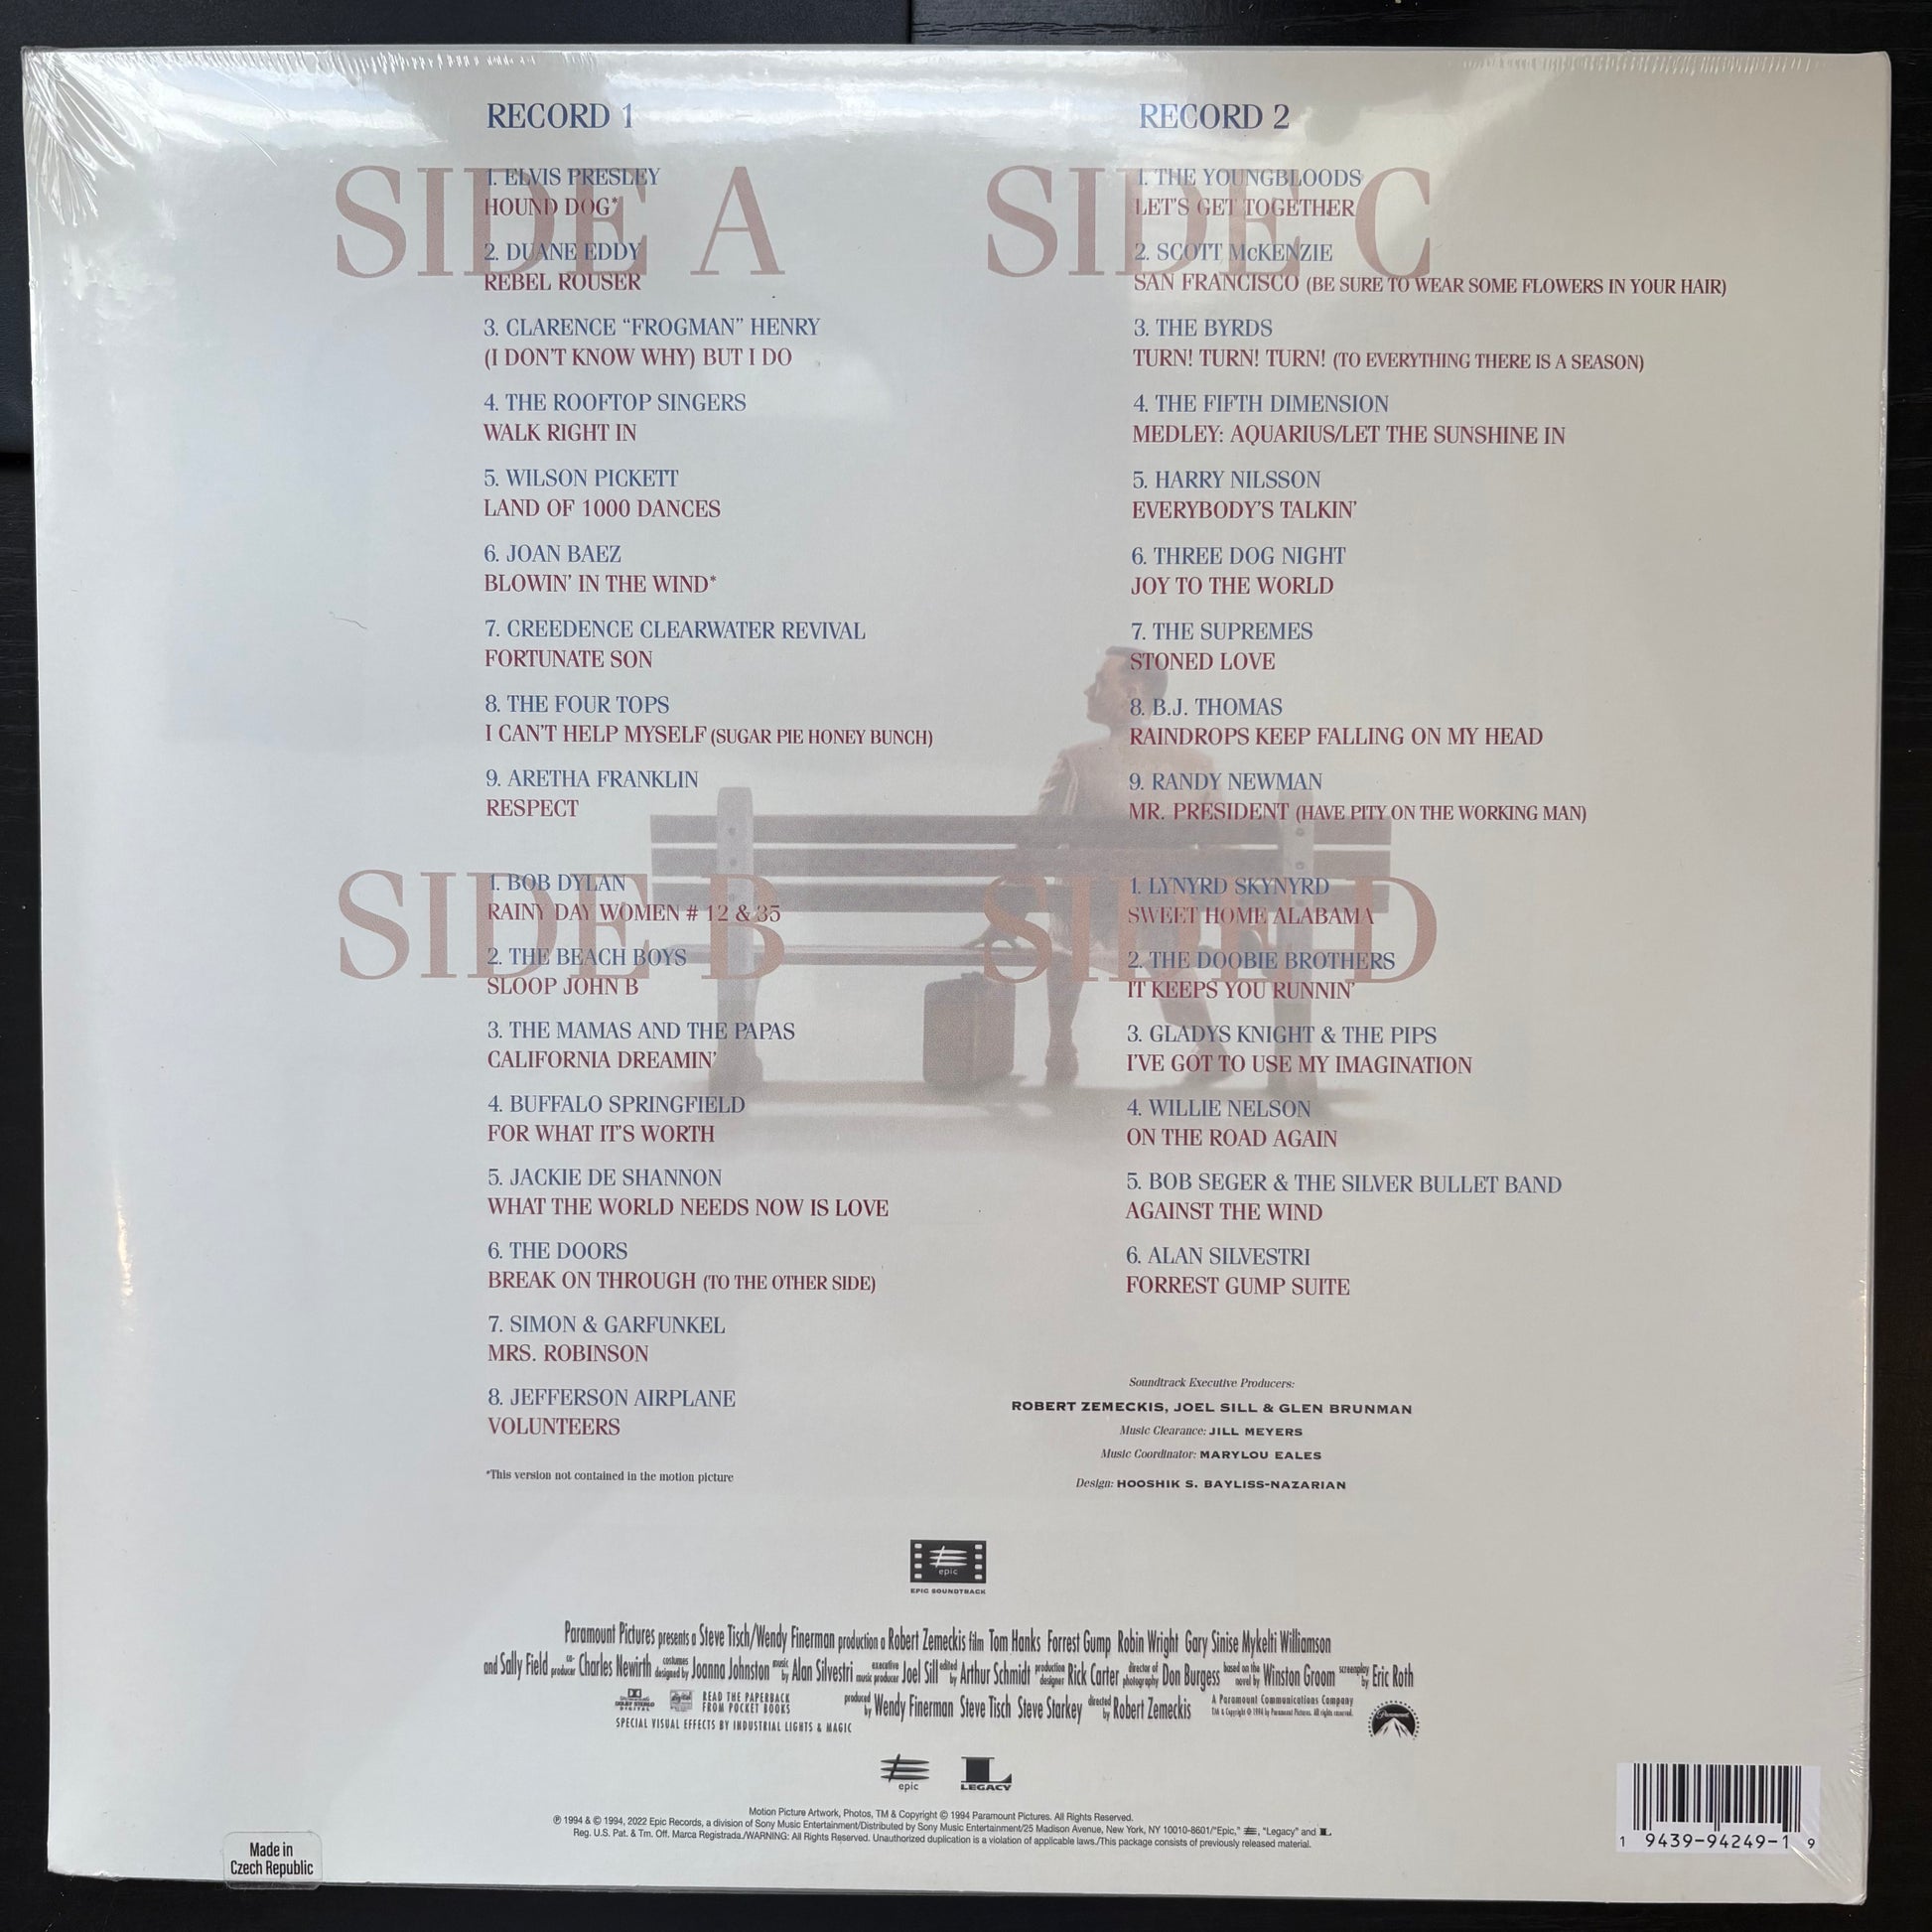 RECORD 1
SIDE A
1. ELVIS PRESLEY
HOUND DOG*
2. DUANE EDDY
REBEL ROUSER
3. CLARENCE “FROGMAN” HENRY
(I DON'T KNOW WHY) BUT I DO
4. THE ROOFTOP SINGERS
WALK RIGHT IN
5. WILSON PICKETT
LAND OF 1000 DANCES
6. JOAN BAEZ
BLOWIN' IN THE WIND*
7. CREEDENCE CLEARWATER REVIVAL
FORTUNATE SON
8. THE FOUR TOPS
I CAN'T HELP MYSELF (SUGAR PIE HONEY BUNCH)
9. ARETHA FRANKLIN
RESPECT
SIDE B
1. BOB DYLAN
RAINY DAY WOMEN # 12 & 35
2. THE BEACH BOYS
SLOOP JOHN B
3. THE MAMAS AND THE PAPAS
CALIFORNIA DREAMIN'
4. BUFFALO SPRINGFIELD
FOR WHAT IT'S WORTH
5. JACKIE DE SHANNON
WHAT THE WORLD NEEDS NOW IS LOVE
6. THE DOORS
BREAK ON THROUGH (TO THE OTHER SIDE)
7. SIMON & GARFUNKEL
MRS. ROBINSON
8. JEFFERSON AIRPLANE
VOLUNTEERS
*This version not contained in the motion picture
RECORD 2
SIDE C
1. THE YOUNGBLOODS
LET'S GET TOGETHER
2. SCOTT McKENZIE
SAN FRANCISCO (BE SURE TO WEAR SOME FLOWERS IN YOUR HAIR)
3. THE BYRDS
TURN! TURN! TURN! (TO EVERYTHING THERE IS A SEASON)
4. THE FIFTH DIMENSION
MEDLEY: AQUARIUS/LET THE SUNSHINE IN
5. HARRY NILSSON
EVERYBODY'S TALKIN'
6. THREE DOG NIGHT
JOY TO THE WORLD
7. THE SUPREMES
STONED LOVE
8. B.J. THOMAS
RAINDROPS KEEP FALLING ON MY HEAD
9. RANDY NEWMAN
MR. PRESIDENT (HAVE PITY ON THE WORKING MAN)
SIDE D
1. LYNYRD SKYNYRD
SWEET HOME ALABAMA
2. THE DOOBIE BROTHERS
IT KEEPS YOU RUNNIN'
3. GLADYS KNIGHT & THE PIPS
I'VE GOT TO USE MY IMAGINATION
4. WILLIE NELSON
ON THE ROAD AGAIN
5. BOB SEGER & THE SILVER BULLET BAND
AGAINST THE WIND
6. ALAN SILVESTRI
FORREST GUMP SUITE
Soundtrack Executive Producers:
ROBERT ZEMECKIS, JOEL SILL & GLEN BRUNMAN
Music Clearance: JILL MEYERS
Music Coordinator: MARYLOU EALES
Design: HOOSHIK S. BAYLISS-NAZARIAN
epic
EPIC SOUNDTRACK
Paramount Pictures presents a Steve Tisch/Wendy Finerman production a Robert Zemeckis film Tom Hanks Forrest Gump Robin Wright Gary Sinise Mykelti Williamson
and Sally Field co-producer Charles Newirth costumes designed by Joanna Johnston music by Alan Silvestri executive music producer Joel Sill edited by Arthur Schmidt production designer Rick Carter director of photography Don Burgess based on the novel by Winston Groom screenplay by Eric Roth
DOLBY STEREO DIGITAL READ THE PAPERBACK FROM POCKET BOOKS produced by Wendy Finerman Steve Tisch Steve Starkey directed by Robert Zemeckis A Paramount Communications Company
TM & Copyright © 1994 by Paramount Pictures. All rights reserved.
Paramount
SPECIAL VISUAL EFFECTS BY INDUSTRIAL LIGHTS & MAGIC
epic LEGACY
Motion Picture Artwork, Photos, TM & Copyright © 1994 Paramount Pictures. All Rights Reserved.
℗ 1994 & © 1994, 2022 Epic Records, a division of Sony Music Entertainment/Distributed by Sony Music Entertainment/25 Madison Avenue, New York, NY 10010-8601/"Epic," , "Legacy" and L
Reg. U.S. Pat. & Tm. Off. Marca Registrada./WARNING: All Rights Reserved. Unauthorized duplication is a violation of applicable laws./This package consists of previously released material.
Made in
Czech Republic
1 9439-94249-1 9